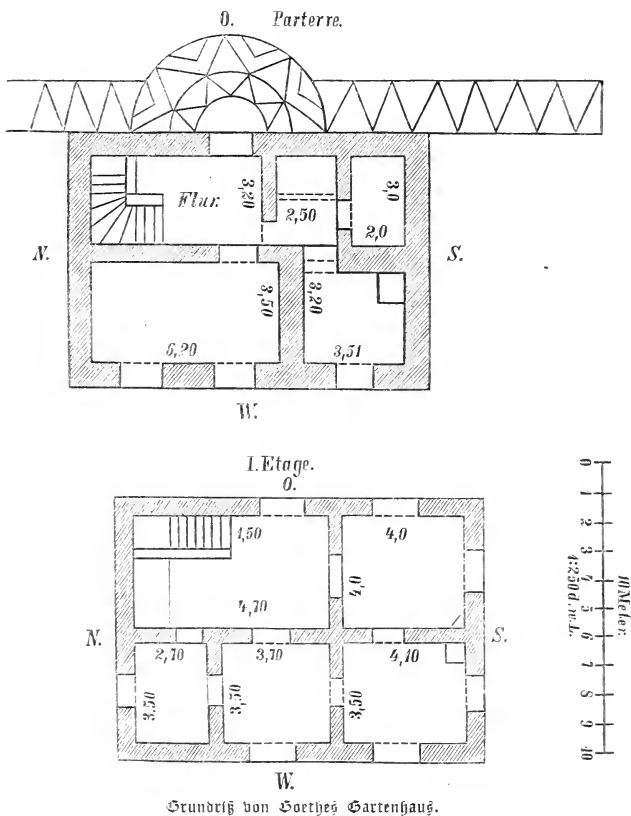 O. Parterre.
Flur.
3,20
2,50
3,0
2,0
N.
S.
3,50
3,20
6,20
3,51
W.
I. Etage.
O.
1,50
4,0
4,70
4,0
N.
S.
2,70
3,70
4,10
3,50
3,50
3,50
W.
0
1
2
3
4
5
6
7
8
9
10
10 Meter.
1:250 d. w. L.
Grundriß von Goethes Gartenhaus.